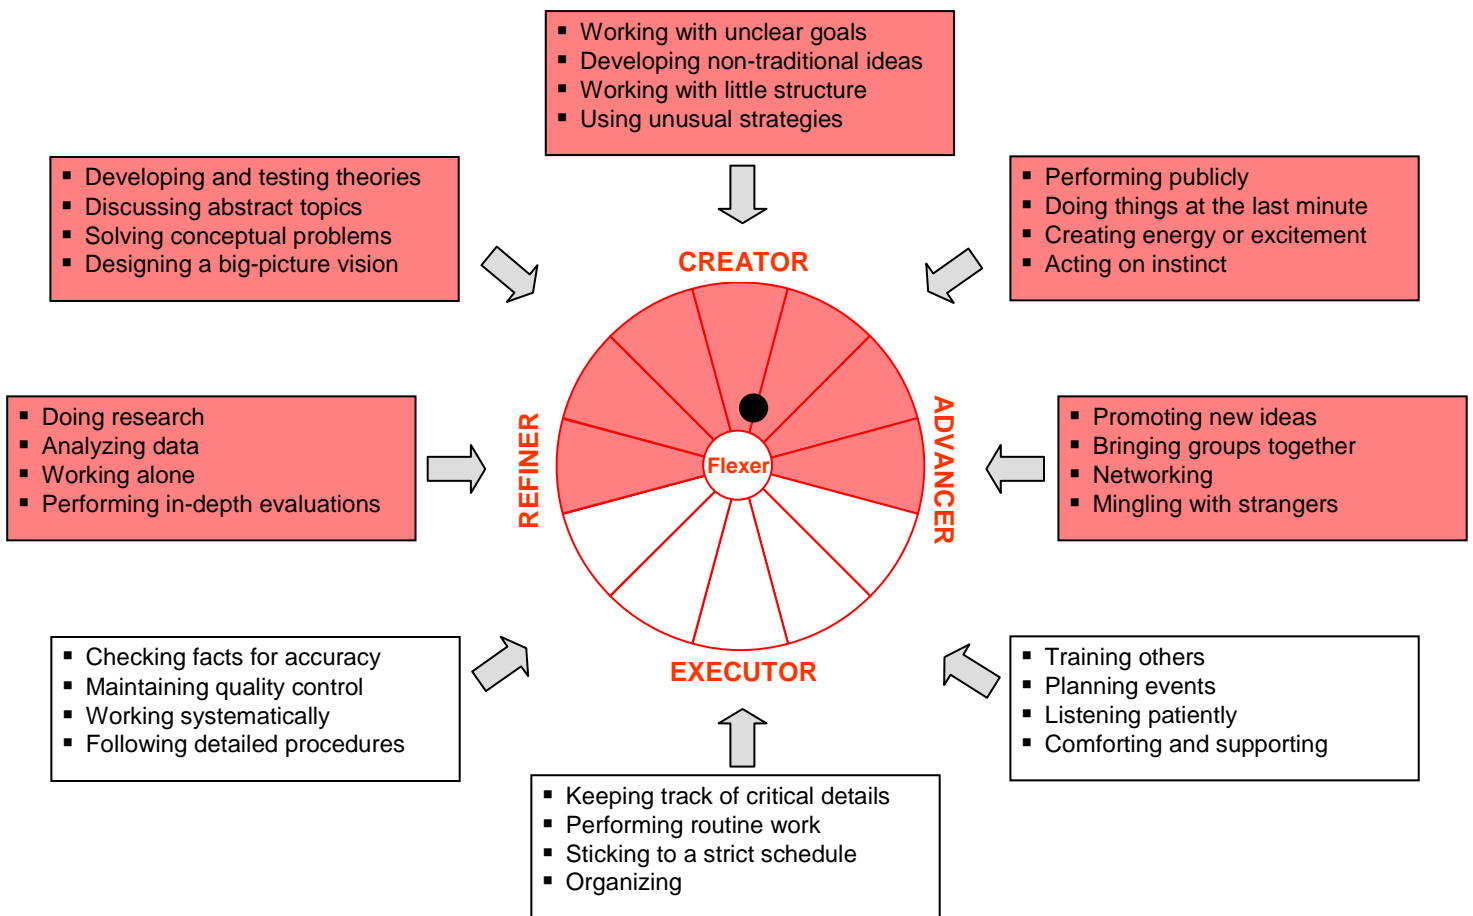 ▪ Working with unclear goals
▪ Developing non-traditional ideas
▪ Working with little structure
▪ Using unusual strategies
▪ Developing and testing theories
▪ Discussing abstract topics
▪ Solving conceptual problems
▪ Designing a big-picture vision
▪ Performing publicly
▪ Doing things at the last minute
▪ Creating energy or excitement
▪ Acting on instinct
CREATOR
▪ Doing research
▪ Analyzing data
▪ Working alone
▪ Performing in-depth evaluations
REFINER
Flexer
ADVANCER
▪ Promoting new ideas
▪ Bringing groups together
▪ Networking
▪ Mingling with strangers
EXECUTOR
▪ Checking facts for accuracy
▪ Maintaining quality control
▪ Working systematically
▪ Following detailed procedures
▪ Training others
▪ Planning events
▪ Listening patiently
▪ Comforting and supporting
▪ Keeping track of critical details
▪ Performing routine work
▪ Sticking to a strict schedule
▪ Organizing